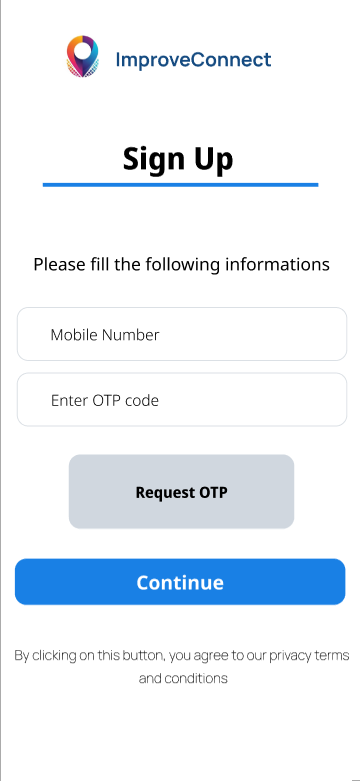 ImproveConnect
Sign Up
Please fill the following informations
Mobile Number
Enter OTP code
Request OTP
Continue
By clicking on this button, you agree to our privacy terms
and conditions